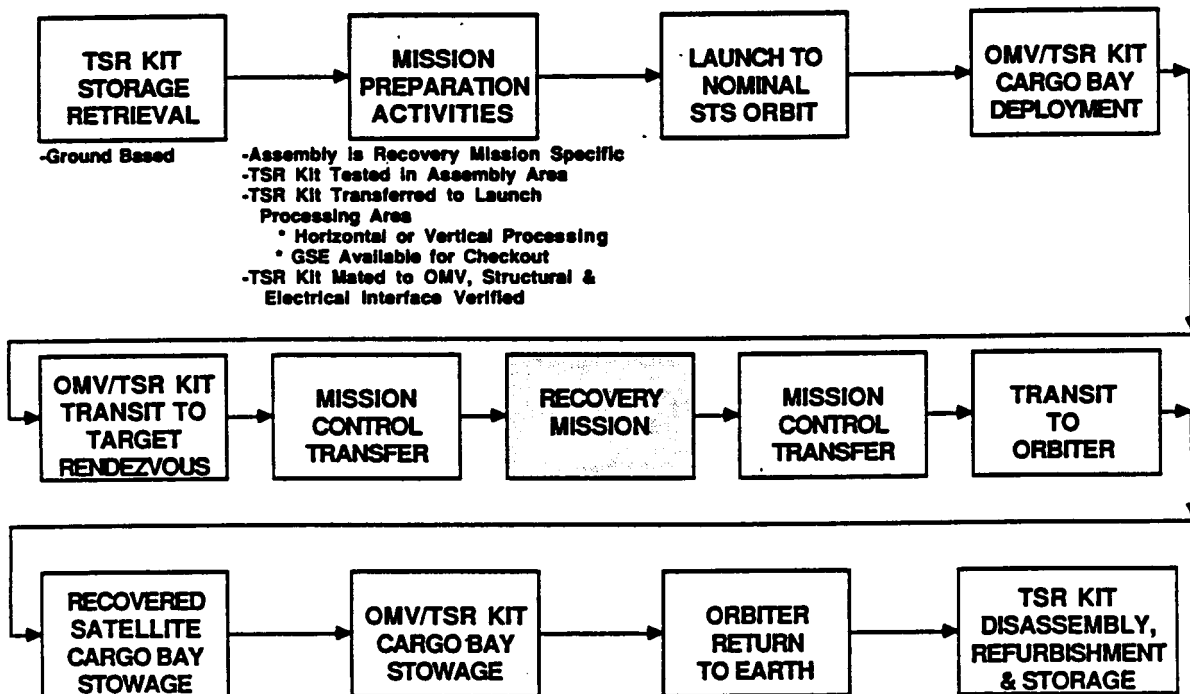 TSR KIT
STORAGE
RETRIEVAL
MISSION
PREPARATION
ACTIVITIES
LAUNCH TO
NOMINAL
STS ORBIT
OMV/TSR KIT
CARGO BAY
DEPLOYMENT
-Ground Based
-Assembly is Recovery Mission Specific
-TSR Kit Tested in Assembly Area
-TSR Kit Transferred to Launch
Processing Area
* Horizontal or Vertical Processing
* GSE Available for Checkout
-TSR Kit Mated to OMV, Structural &
Electrical Interface Verified
OMV/TSR KIT
TRANSIT TO
TARGET
RENDEZVOUS
MISSION
CONTROL
TRANSFER
RECOVERY
MISSION
MISSION
CONTROL
TRANSFER
TRANSIT
TO
ORBITER
RECOVERED
SATELLITE
CARGO BAY
STOWAGE
OMV/TSR KIT
CARGO BAY
STOWAGE
ORBITER
RETURN
TO EARTH
TSR KIT
DISASSEMBLY,
REFURBISHMENT
& STORAGE